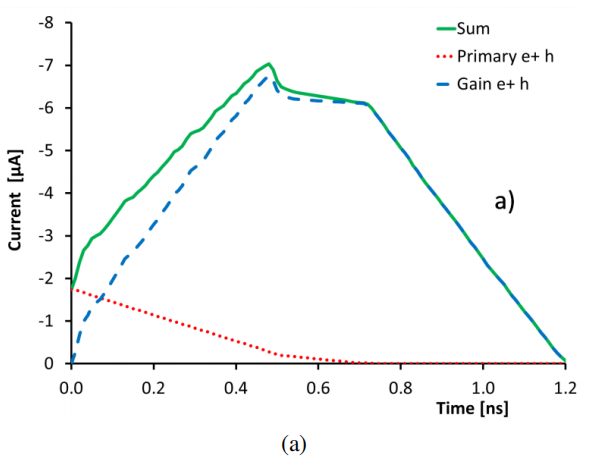 -8
-7
-6
-5
-4
-3
-2
-1
0
Current [µA]
Sum
Primary e+ h
Gain e+ h
a)
0.0 0.2 0.4 0.6 0.8 1.0 1.2
Time [ns]
(a)